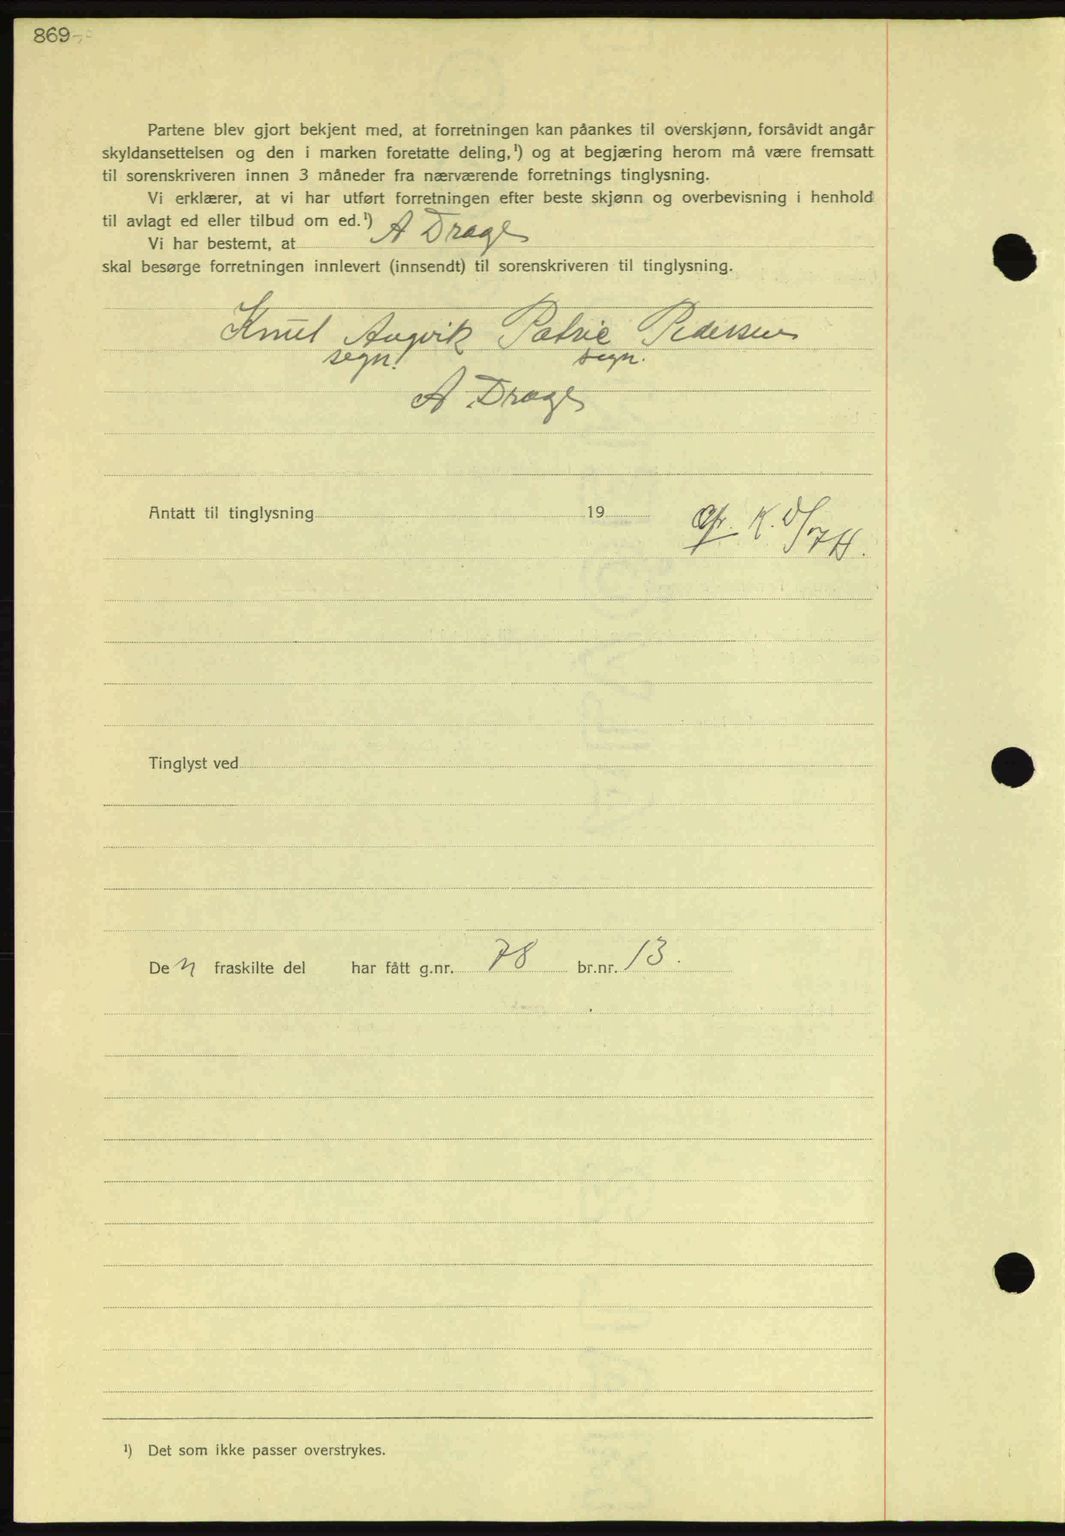 869
Partene blev gjort bekjent med, at forretningen kan påankes til overskjønn, forsåvidt angår
skyldansettelsen og den i marken foretatte deling,¹) og at begjæring herom må være fremsatt
til sorenskriveren innen 3 måneder fra nærværende forretnings tinglysning.
Vi erklærer, at vi har utført forretningen efter beste skjønn og overbevisning i henhold
til avlagt ed eller tilbud om ed.¹)
Vi har bestemt, at A Drage
skal besørge forretningen innlevert (innsendt) til sorenskriveren til tinglysning.
Knut Angvik Petrie Pedersen
segn. segn.
A Drage
Antatt til tinglysning 19
K.
Tinglyst ved
Den fraskilte del har fått g.nr. 78 br.nr. 13.
¹) Det som ikke passer overstrykes.